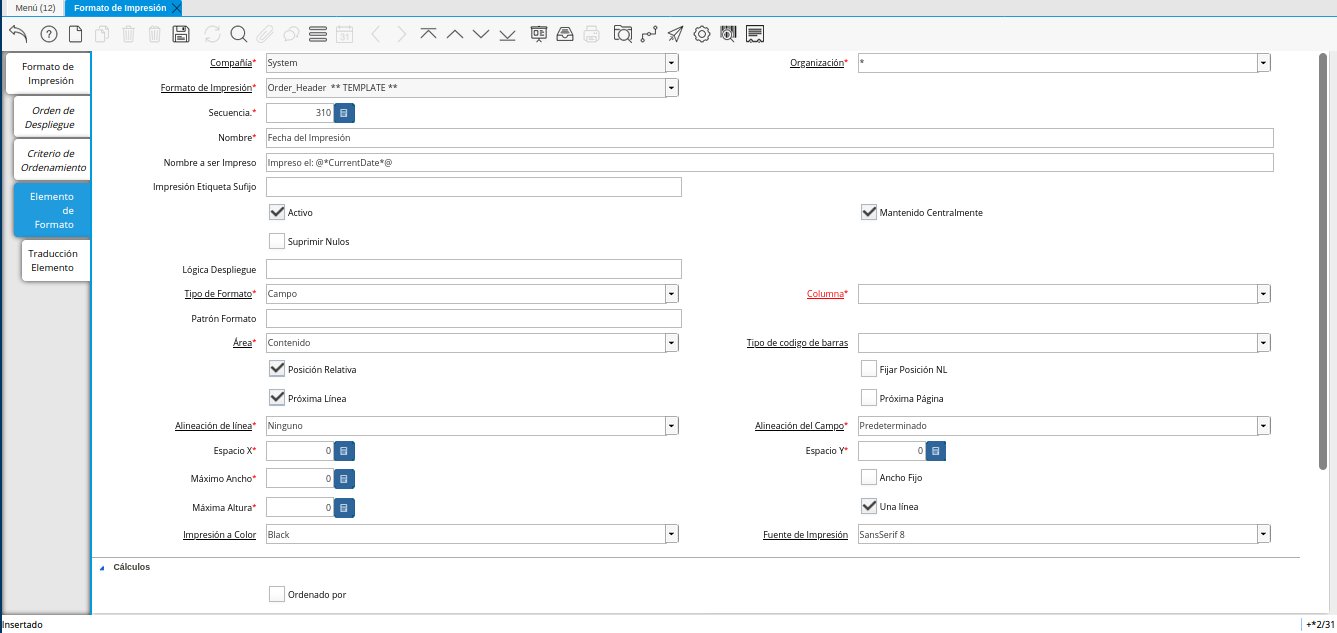 Menú (12)
Formato de Impresión
31
Formato de
Impresión
Orden de
Despliegue
Criterio de
Ordenamiento
Elemento
de
Formato
Traducción
Elemento
Compañía* System
Organización* *
Formato de Impresión* Order_Header ** TEMPLATE **
Secuencia.* 310
Nombre* Fecha del Impresión
Nombre a ser Impreso Impreso el: @*CurrentDate*@
Impresión Etiqueta Sufijo
Activo
Mantenido Centralmente
Suprimir Nulos
Lógica Despliegue
Tipo de Formato* Campo
Columna*
Patrón Formato
Área* Contenido
Tipo de codigo de barras
Posición Relativa
Fijar Posición NL
Próxima Línea
Próxima Página
Alineación de línea* Ninguno
Alineación del Campo* Predeterminado
Espacio X* 0
Espacio Y* 0
Máximo Ancho* 0
Ancho Fijo
Máxima Altura* 0
Una línea
Impresión a Color Black
Fuente de Impresión SansSerif 8
Cálculos
Ordenado por
Insertado
+*2/31